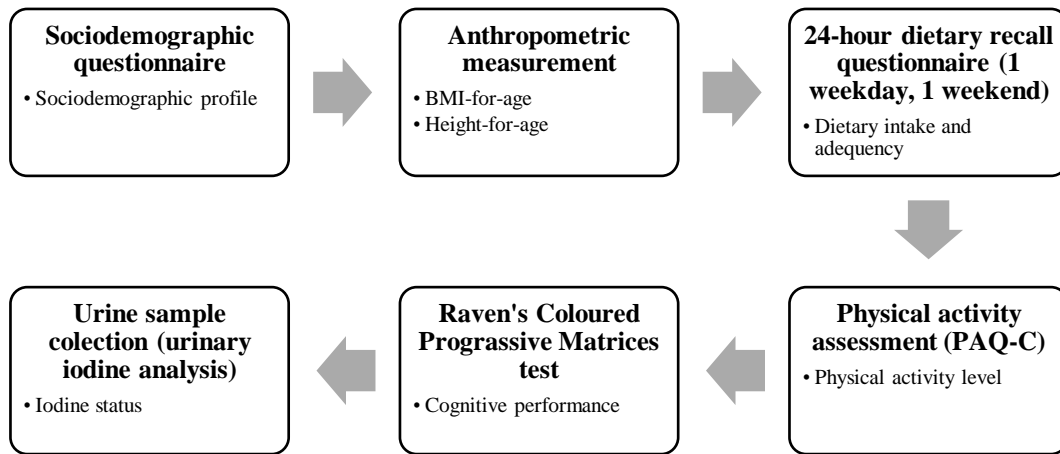 Sociodemographic
questionnaire
• Sociodemographic profile
Anthropometric
measurement
• BMI-for-age
• Height-for-age
24-hour dietary recall
questionnaire (1
weekday, 1 weekend)
• Dietary intake and
adequency
Physical activity
assessment (PAQ-C)
• Physical activity level
Raven's Coloured
Prograssive Matrices
test
• Cognitive performance
Urine sample
colection (urinary
iodine analysis)
• Iodine status